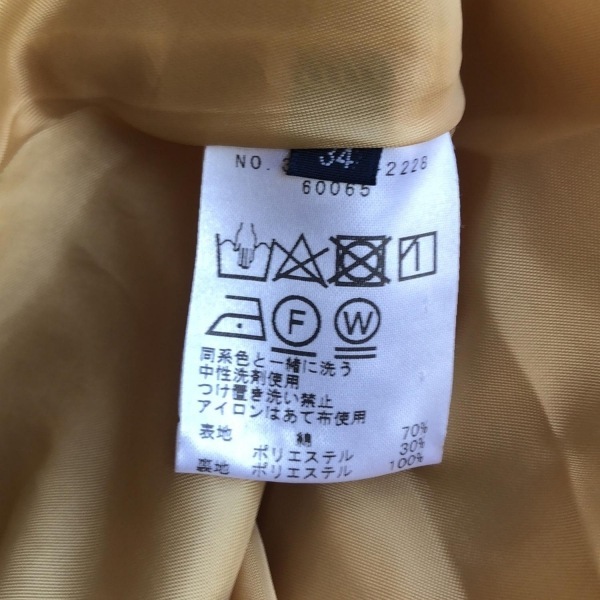 34
NO. 3 -2228
60065
F W
同系色と一緒に洗う
中性洗剤使用
つけ置き洗い禁止
アイロンはあて布使用
表地 綿 70%
ポリエステル 30%
裏地 ポリエステル 100%